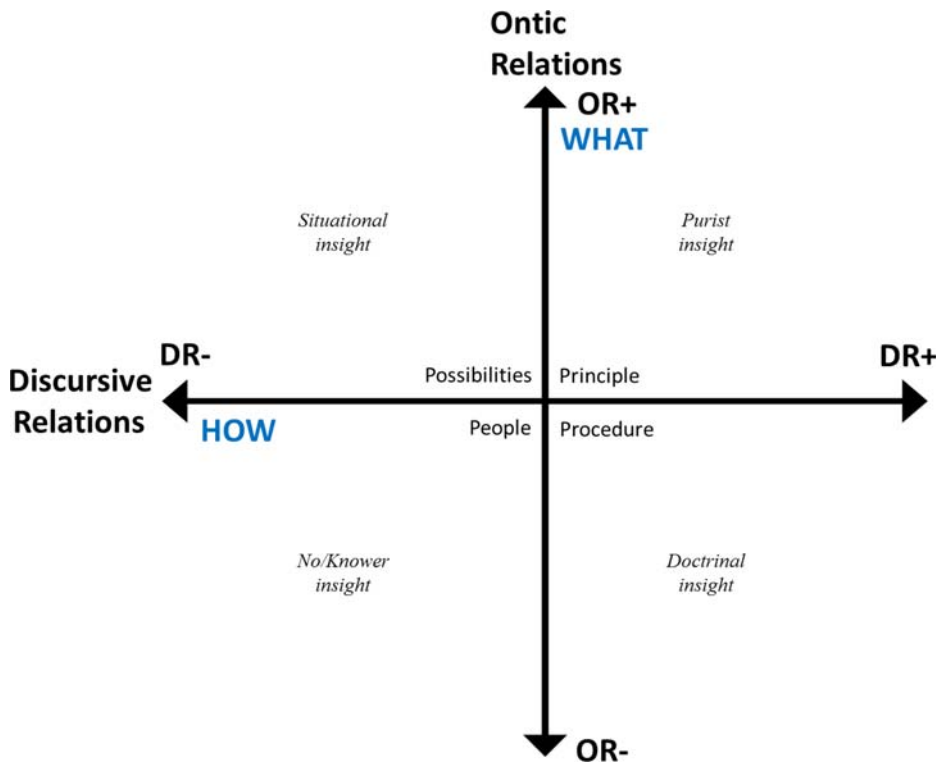 Ontic
Relations
OR+
WHAT
Situational
insight
Purist
insight
DR-
DR+
Discursive
Relations
Possibilities
Principle
HOW
People
Procedure
No/Knower
insight
Doctrinal
insight
OR-